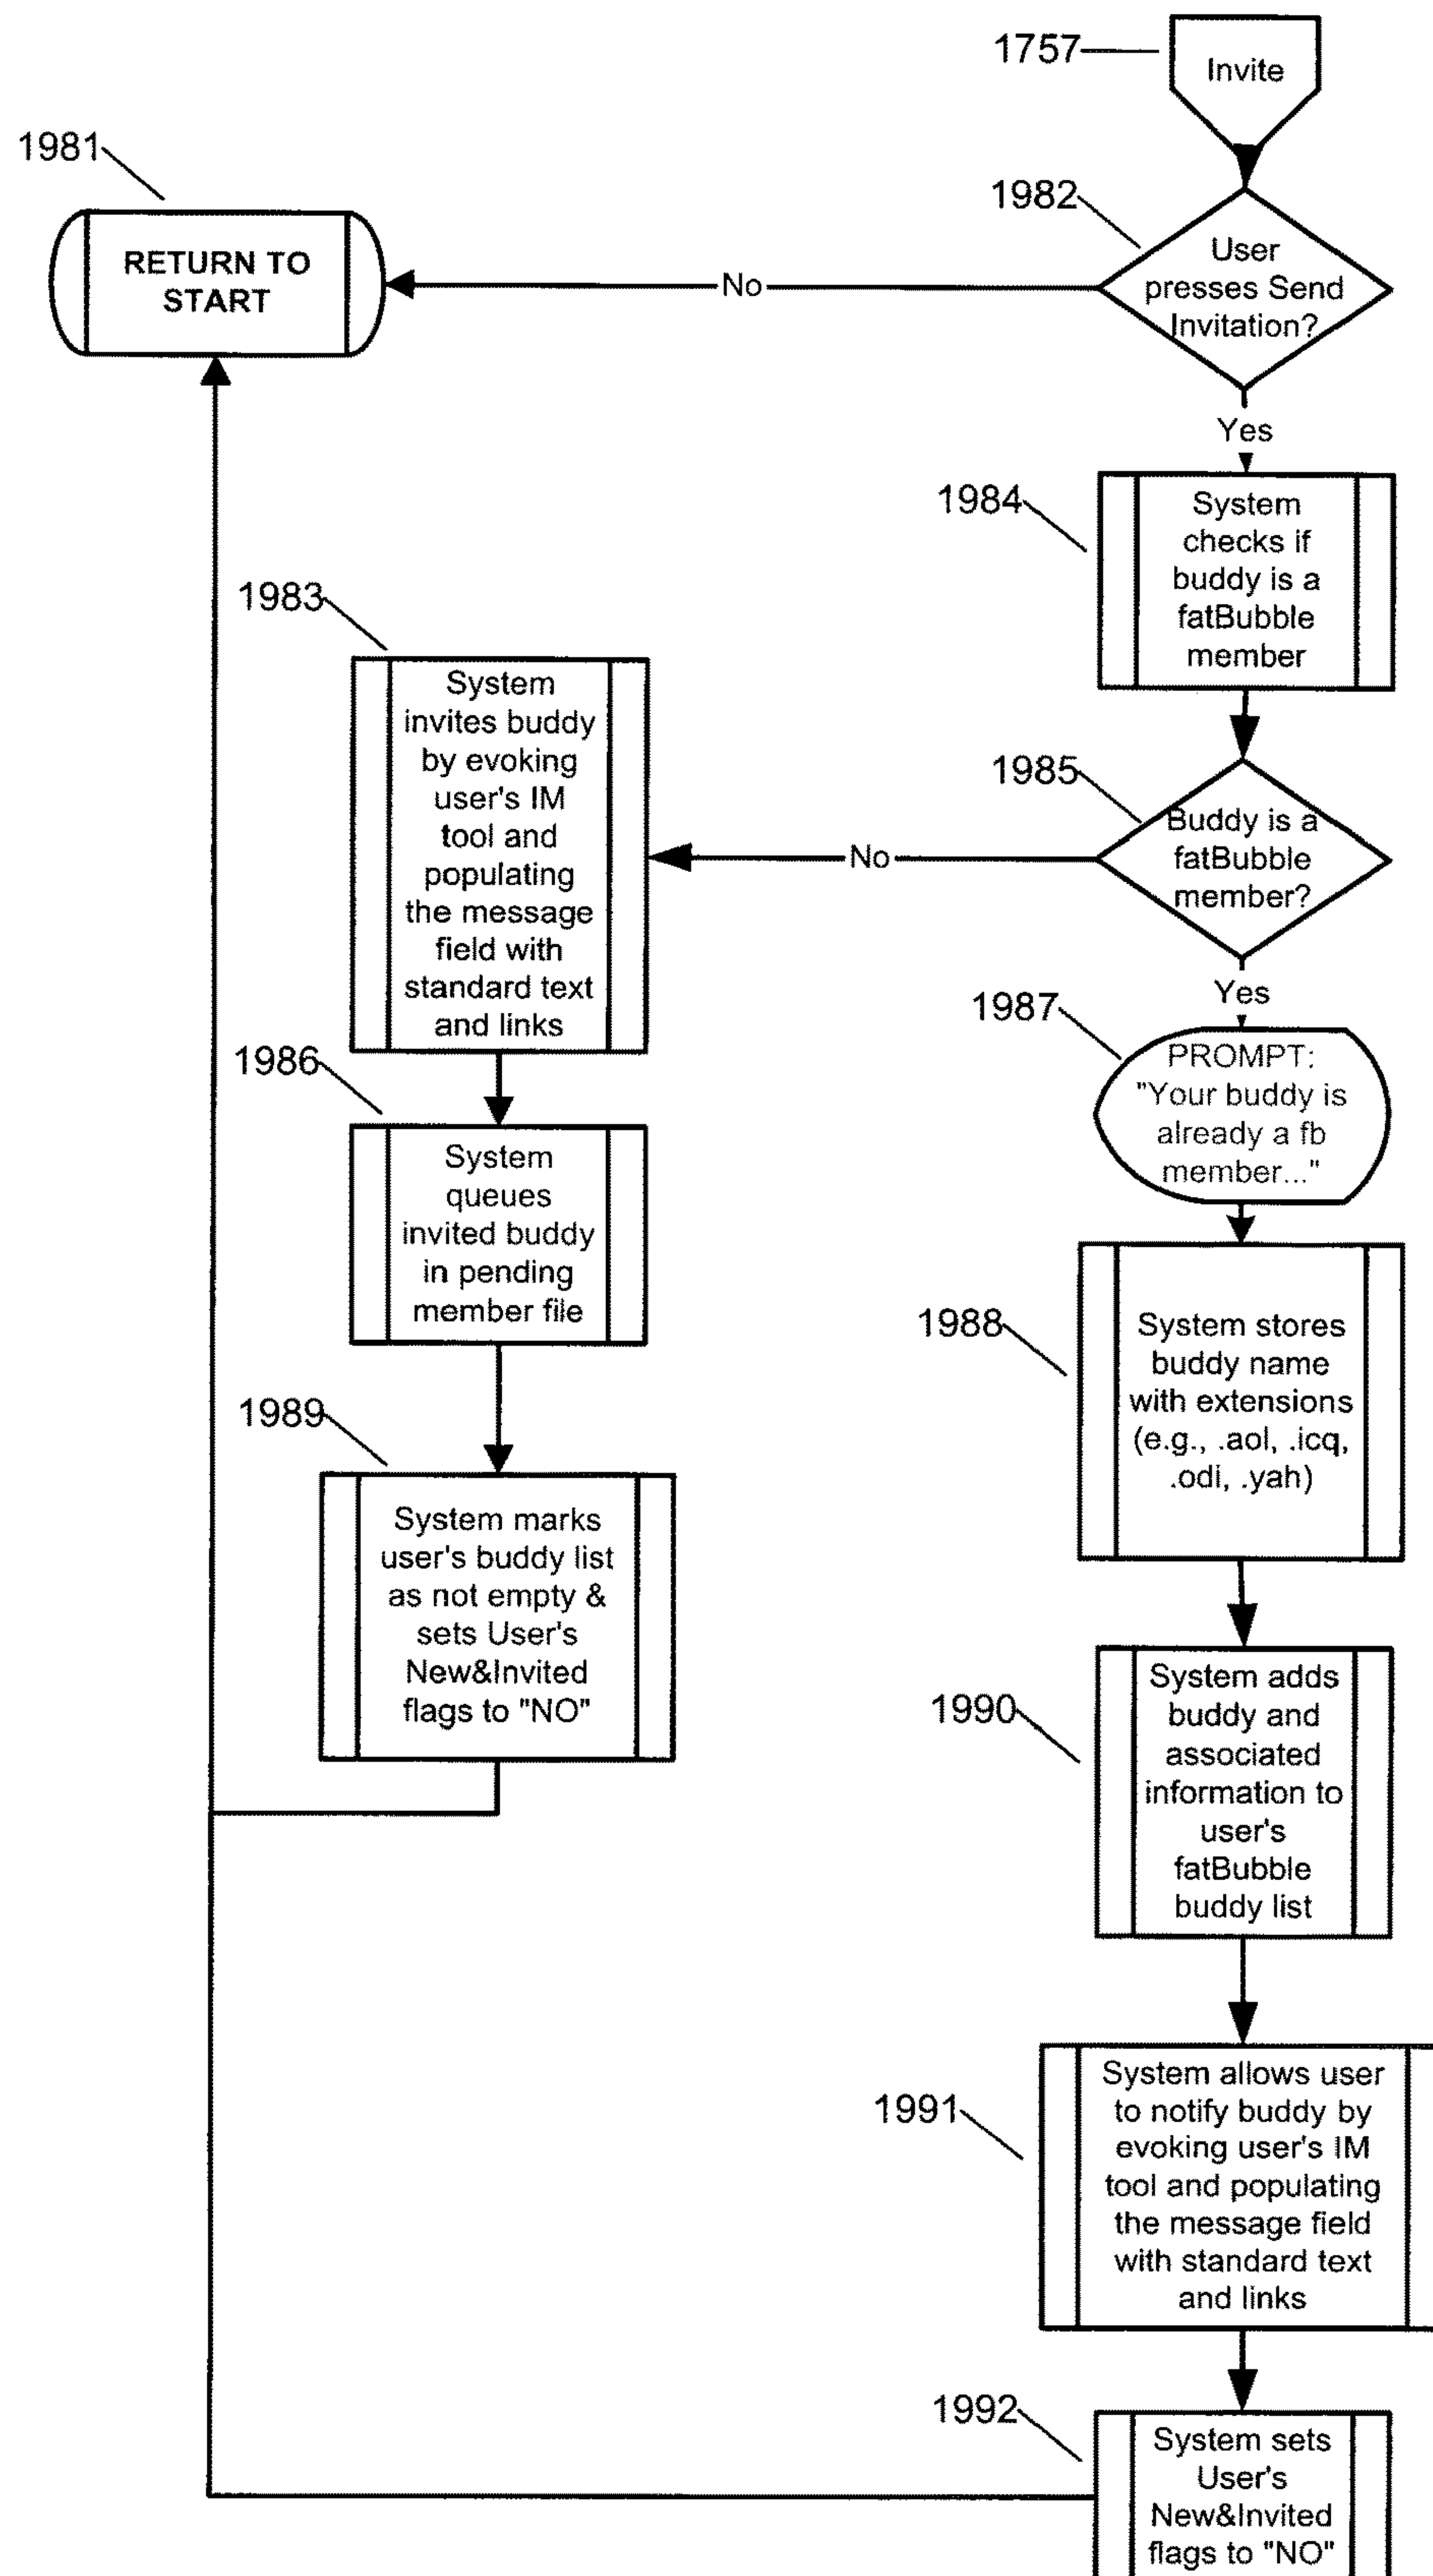 1757
Invite
1981
RETURN TO
START
1982
User
presses Send
Invitation?
No
Yes
1984
System
checks if
buddy is a
fatBubble
member
1985
Buddy is a
fatBubble
member?
No
1983
System
invites buddy
by evoking
user's IM
tool and
populating
the message
field with
standard text
and links
Yes
1987
PROMPT:
"Your buddy is
already a fb
member..."
1986
System
queues
invited buddy
in pending
member file
1988
System stores
buddy name
with extensions
(e.g., .aol, .icq,
.odi, .yah)
1989
System marks
user's buddy list
as not empty &
sets User's
New&Invited
flags to "NO"
1990
System adds
buddy and
associated
information to
user's
fatBubble
buddy list
1991
System allows user
to notify buddy by
evoking user's IM
tool and populating
the message field
with standard text
and links
1992
System sets
User's
New&Invited
flags to "NO"